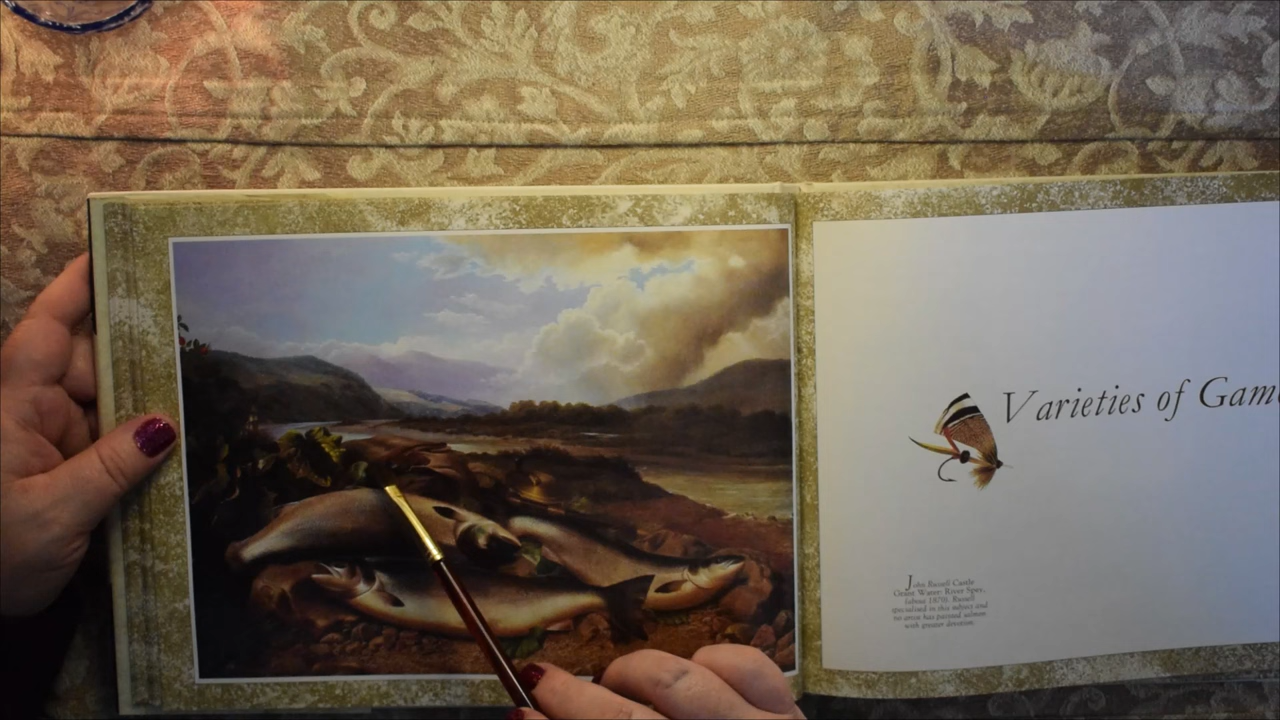 Varieties of Gam
John Russell Castle
Grant Water: River Spey,
(about 1870). Russell
specialised in this subject and
no artist has painted salmon
with greater devotion.